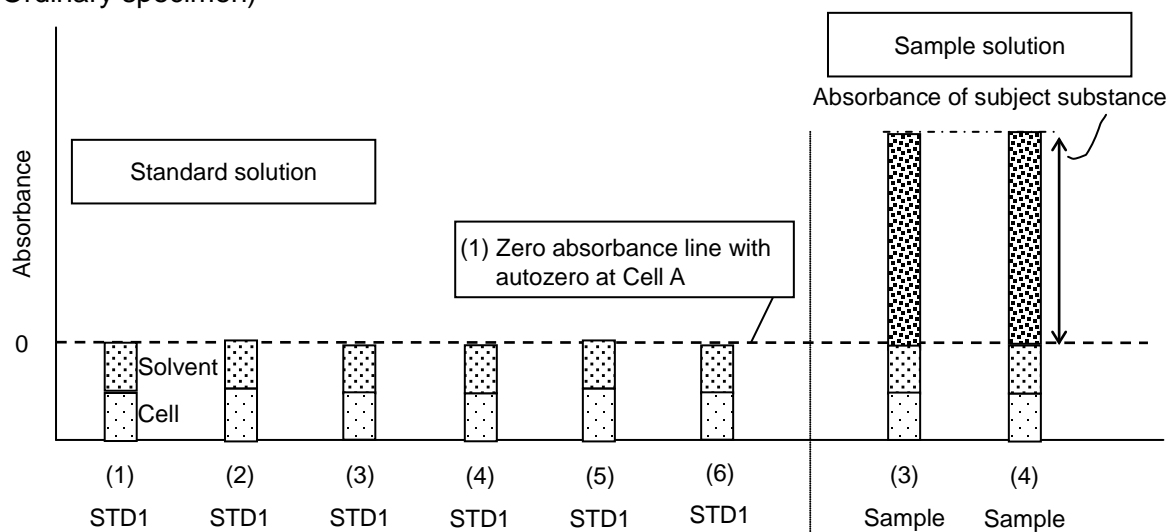 Ordinary specimen)
Sample solution
Absorbance of subject substance
Standard solution
(1) Zero absorbance line with
autozero at Cell A
Absorbance
0
Solvent
Cell
(1) (2) (3) (4) (5) (6) (3) (4)
STD1 STD1 STD1 STD1 STD1 STD1 Sample Sample